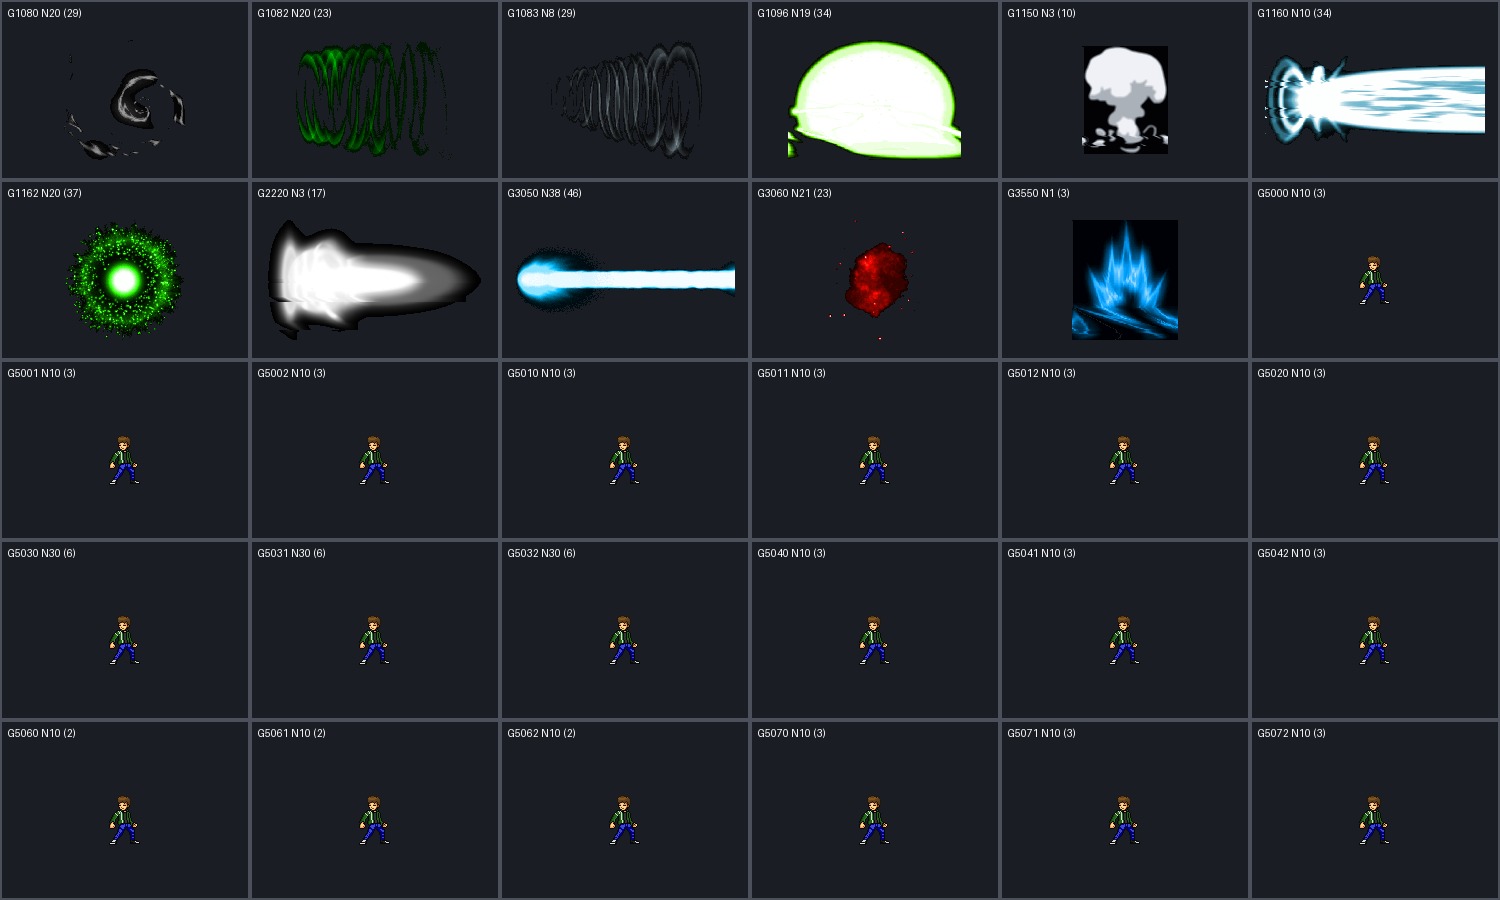 G1080 N20 (29)
G1082 N20 (23)
G1083 N8 (29)
G1096 N19 (34)
G1150 N3 (10)
G1160 N10 (34)
G1162 N20 (37)
G2220 N3 (17)
G3050 N38 (46)
G3060 N21 (23)
G3550 N1 (3)
G5000 N10 (3)
G5001 N10 (3)
G5002 N10 (3)
G5010 N10 (3)
G5011 N10 (3)
G5012 N10 (3)
G5020 N10 (3)
G5030 N30 (6)
G5031 N30 (6)
G5032 N30 (6)
G5040 N10 (3)
G5041 N10 (3)
G5042 N10 (3)
G5060 N10 (2)
G5061 N10 (2)
G5062 N10 (2)
G5070 N10 (3)
G5071 N10 (3)
G5072 N10 (3)